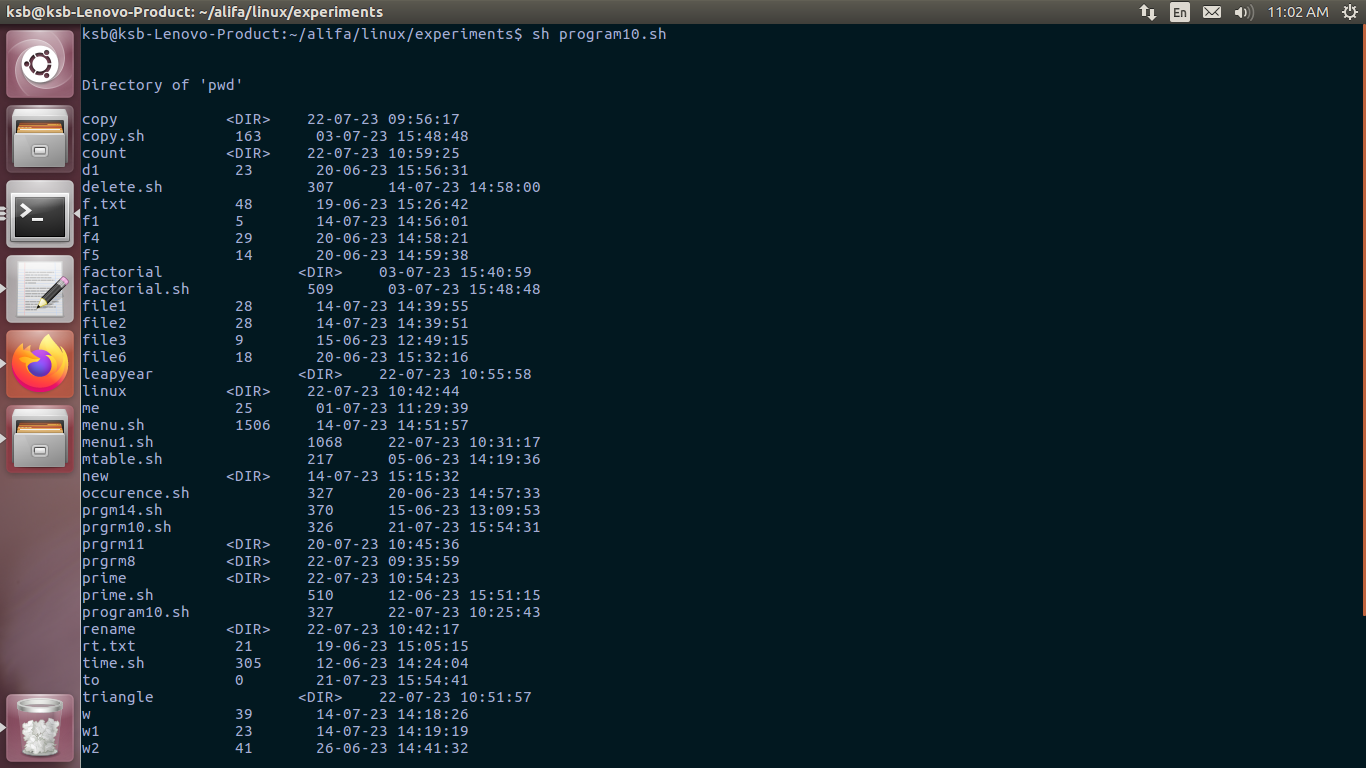 ksb@ksb-Lenovo-Product: ~/alifa/linux/experiments En 11:02 AM
ksb@ksb-Lenovo-Product:~/alifa/linux/experiments$ sh program10.sh
Directory of 'pwd'
copy <DIR> 22-07-23 09:56:17
copy.sh 163 03-07-23 15:48:48
count <DIR> 22-07-23 10:59:25
d1 23 20-06-23 15:56:31
delete.sh 307 14-07-23 14:58:00
f.txt 48 19-06-23 15:26:42
f1 5 14-07-23 14:56:01
f4 29 20-06-23 14:58:21
f5 14 20-06-23 14:59:38
factorial <DIR> 03-07-23 15:40:59
factorial.sh 509 03-07-23 15:48:48
file1 28 14-07-23 14:39:55
file2 28 14-07-23 14:39:51
file3 9 15-06-23 12:49:15
file6 18 20-06-23 15:32:16
leapyear <DIR> 22-07-23 10:55:58
linux <DIR> 22-07-23 10:42:44
me 25 01-07-23 11:29:39
menu.sh 1506 14-07-23 14:51:57
menu1.sh 1068 22-07-23 10:31:17
mtable.sh 217 05-06-23 14:19:36
new <DIR> 14-07-23 15:15:32
occurence.sh 327 20-06-23 14:57:33
prgm14.sh 370 15-06-23 13:09:53
prgrm10.sh 326 21-07-23 15:54:31
prgrm11 <DIR> 20-07-23 10:45:36
prgrm8 <DIR> 22-07-23 09:35:59
prime <DIR> 22-07-23 10:54:23
prime.sh 510 12-06-23 15:51:15
program10.sh 327 22-07-23 10:25:43
rename <DIR> 22-07-23 10:42:17
rt.txt 21 19-06-23 15:05:15
time.sh 305 12-06-23 14:24:04
to 0 21-07-23 15:54:41
triangle <DIR> 22-07-23 10:51:57
w 39 14-07-23 14:18:26
w1 23 14-07-23 14:19:19
w2 41 26-06-23 14:41:32